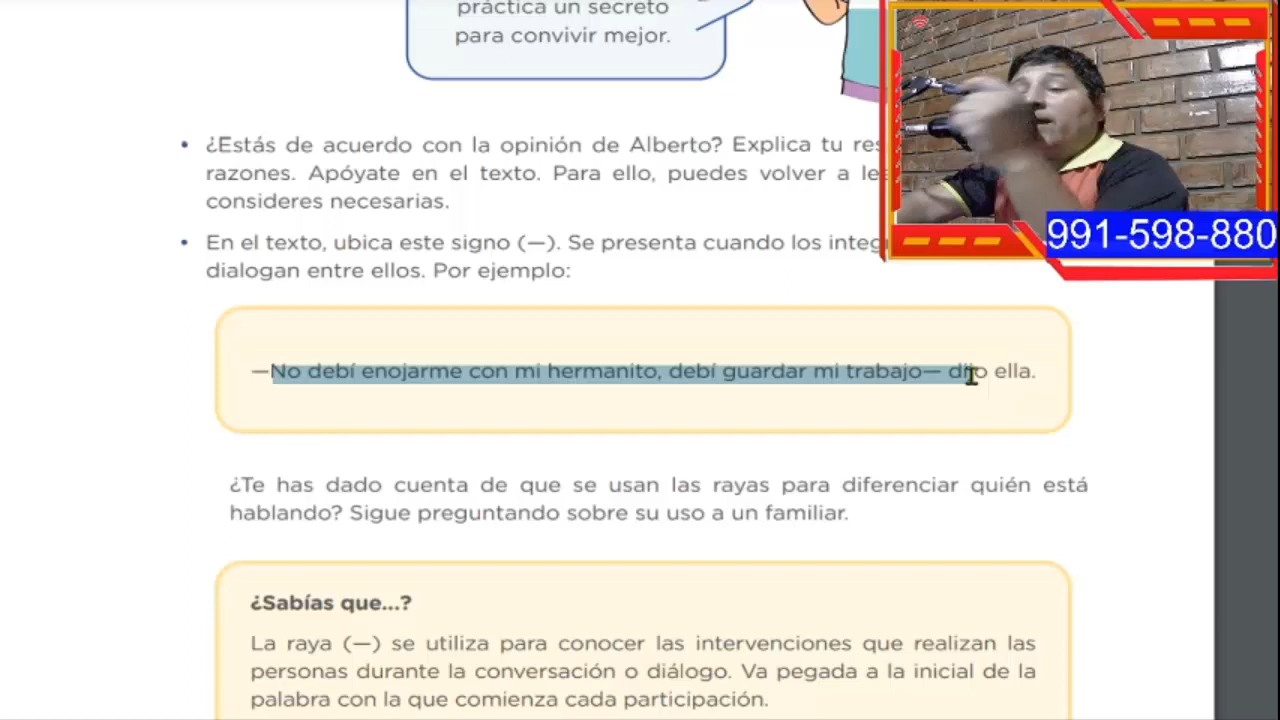 práctica un secreto
para convivir mejor.
• ¿Estás de acuerdo con la opinión de Alberto? Explica tu
razones. Apóyate en el texto. Para ello, puedes volver a
consideres necesarias.
• En el texto, ubica este signo (—). Se presenta cuando los
dialogan entre ellos. Por ejemplo:
991-598-880
—No debí enojarme con mi hermanito, debí guardar mi trabajo— dijo ella.
¿Te has dado cuenta de que se usan las rayas para diferenciar quién está
hablando? Sigue preguntando sobre su uso a un familiar.
¿Sabías que...?
La raya (—) se utiliza para conocer las intervenciones que realizan las
personas durante la conversación o diálogo. Va pegada a la inicial de la
palabra con la que comienza cada participación.